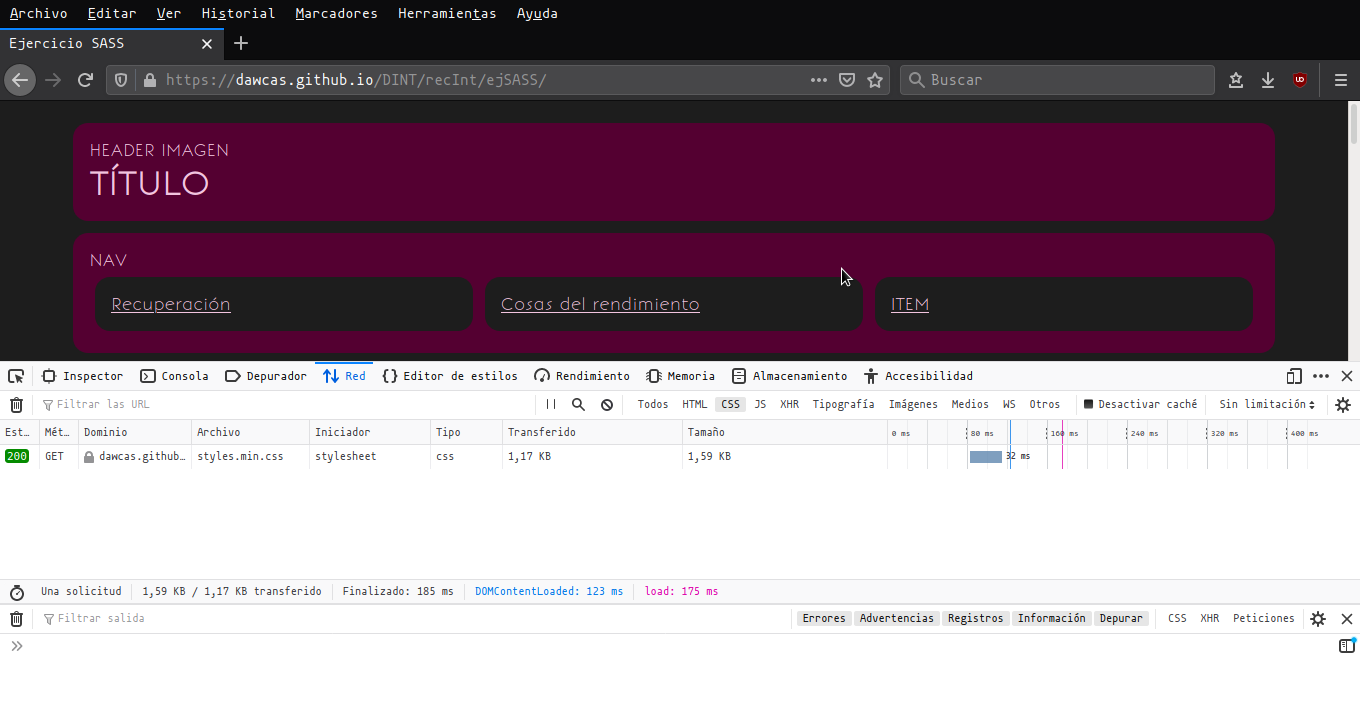 Archivo Editar Ver Historial Marcadores Herramientas Ayuda
Ejercicio SASS
https://dawcas.github.io/DINT/recInt/ejSASS/ Buscar
HEADER IMAGEN
TÍTULO
NAV
Recuperación Cosas del rendimiento ITEM
Inspector Consola Depurador Red Editor de estilos Rendimiento Memoria Almacenamiento Accesibilidad
Filtrar las URL Todos HTML CSS JS XHR Tipografía Imágenes Medios WS Otros Desactivar caché Sin limitación
Est… Mét… Dominio Archivo Iniciador Tipo Transferido Tamaño 0 ms 80 ms 160 ms 240 ms 320 ms 400 ms
200 GET dawcas.github… styles.min.css stylesheet css 1,17 KB 1,59 KB 32 ms
Una solicitud 1,59 KB / 1,17 KB transferido Finalizado: 185 ms DOMContentLoaded: 123 ms load: 175 ms
Filtrar salida Errores Advertencias Registros Información Depurar CSS XHR Peticiones